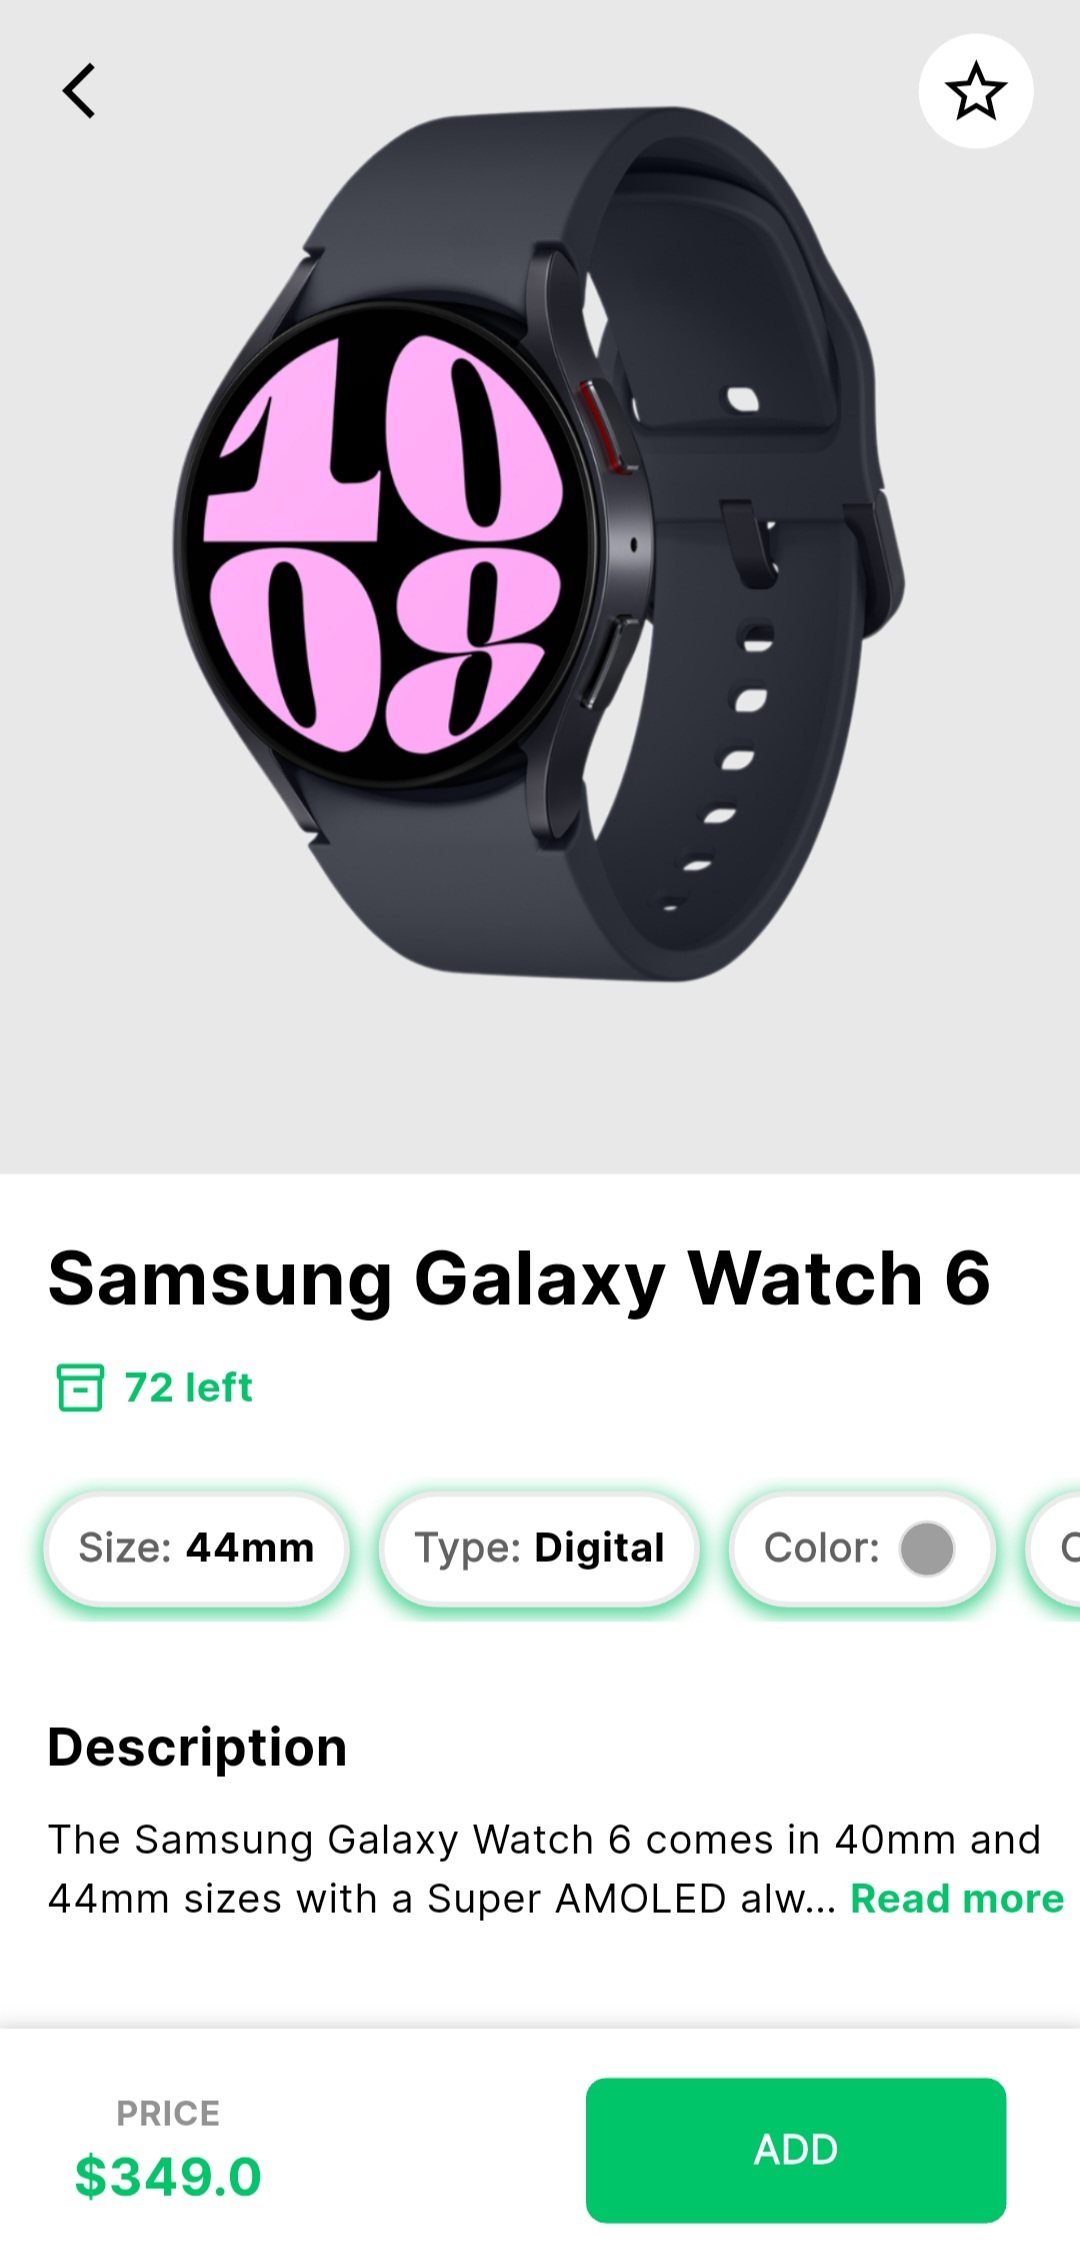 10
08
Samsung Galaxy Watch 6
72 left
Size: 44mm Type: Digital Color:
Description
The Samsung Galaxy Watch 6 comes in 40mm and
44mm sizes with a Super AMOLED alw... Read more
PRICE
$349.0
ADD